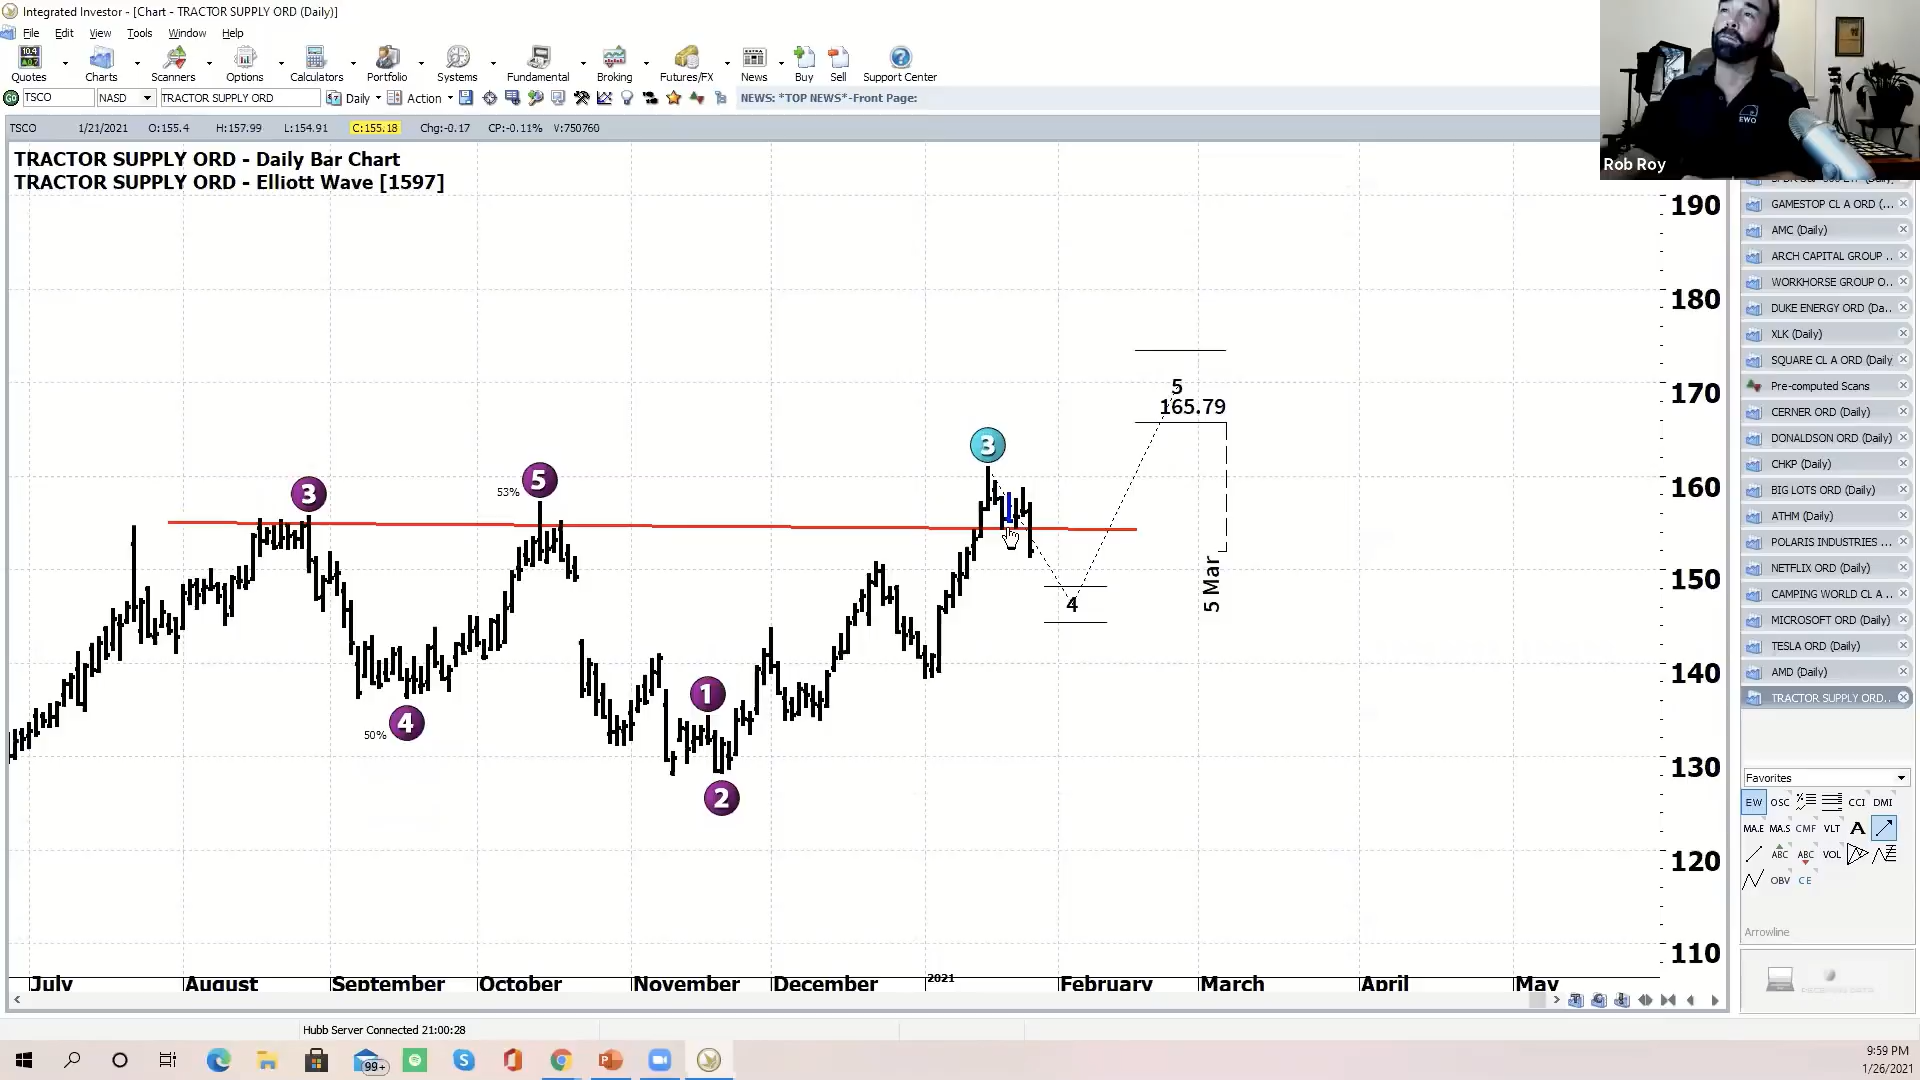 Integrated Investor - [Chart - TRACTOR SUPPLY ORD (Daily)]
File Edit View Tools Window Help
Quotes Charts Scanners Options Calculators Portfolio Systems Fundamental Broking Futures/FX News Buy Sell Support Center
TSCO NASD TRACTOR SUPPLY ORD Daily Action NEWS: *TOP NEWS*-Front Page:
TSCO 1/21/2021 O:155.4 H:157.99 L:154.91 C:155.18 Chg:-0.17 CP:-0.11% V:750760
EWO
Rob Roy
TRACTOR SUPPLY ORD - Daily Bar Chart
TRACTOR SUPPLY ORD - Elliott Wave [1597]
190
180
170
160
150
140
130
120
110
5
165.79
3
5
53%
3
4
5 Mar
1
4
50%
2
July August September October November December 2021 February March April May
GAMESTOP CL A ORD (...
AMC (Daily)
ARCH CAPITAL GROUP ..
WORKHORSE GROUP O..
DUKE ENERGY ORD (Da..
XLK (Daily)
SQUARE CL A ORD (Daily
Pre-computed Scans
CERNER ORD (Daily)
DONALDSON ORD (Daily)
CHKP (Daily)
BIG LOTS ORD (Daily)
ATHM (Daily)
POLARIS INDUSTRIES ...
NETFLIX ORD (Daily)
CAMPING WORLD CL A ..
MICROSOFT ORD (Daily)
TESLA ORD (Daily)
AMD (Daily)
TRACTOR SUPPLY ORD..
Favorites
EW OSC CCI DMI
MA.E MA.S CMF VLT A
ABC ABC VOL
OBV CE
Arrowline
Hubb Server Connected 21:00:28
99+
9:59 PM
1/26/2021